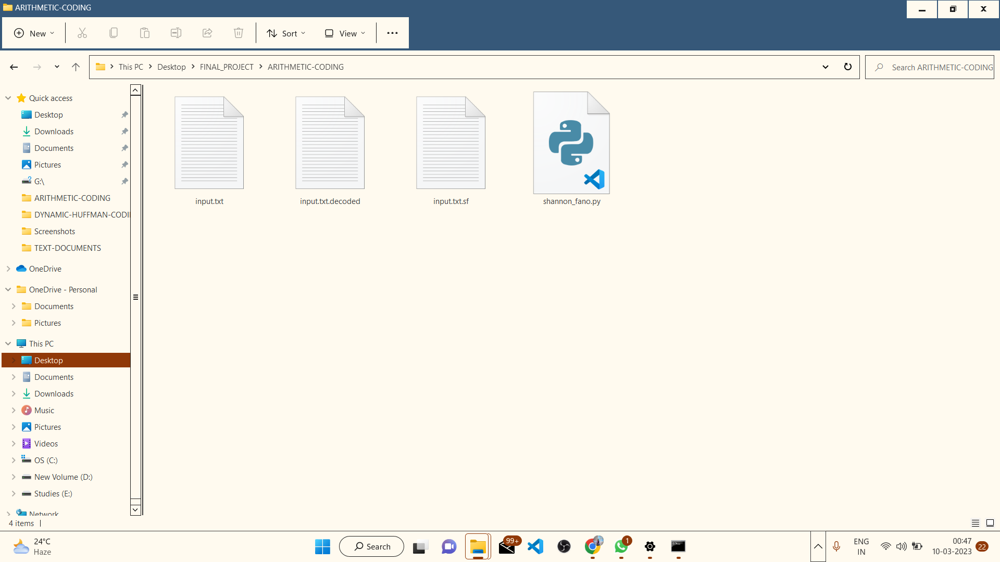 ARITHMETIC-CODING
New
Sort
View
This PC
Desktop
FINAL_PROJECT
ARITHMETIC-CODING
Search ARITHMETIC-CODING
Quick access
Desktop
Downloads
Documents
Pictures
G:\
ARITHMETIC-CODING
DYNAMIC-HUFFMAN-CODI
Screenshots
TEXT-DOCUMENTS
OneDrive
OneDrive - Personal
Documents
Pictures
This PC
Desktop
Documents
Downloads
Music
Pictures
Videos
OS (C:)
New Volume (D:)
Studies (E:)
Network
input.txt
input.txt.decoded
input.txt.sf
shannon_fano.py
4 items
24°C
Haze
Search
99+
1
ENG
IN
00:47
10-03-2023
22